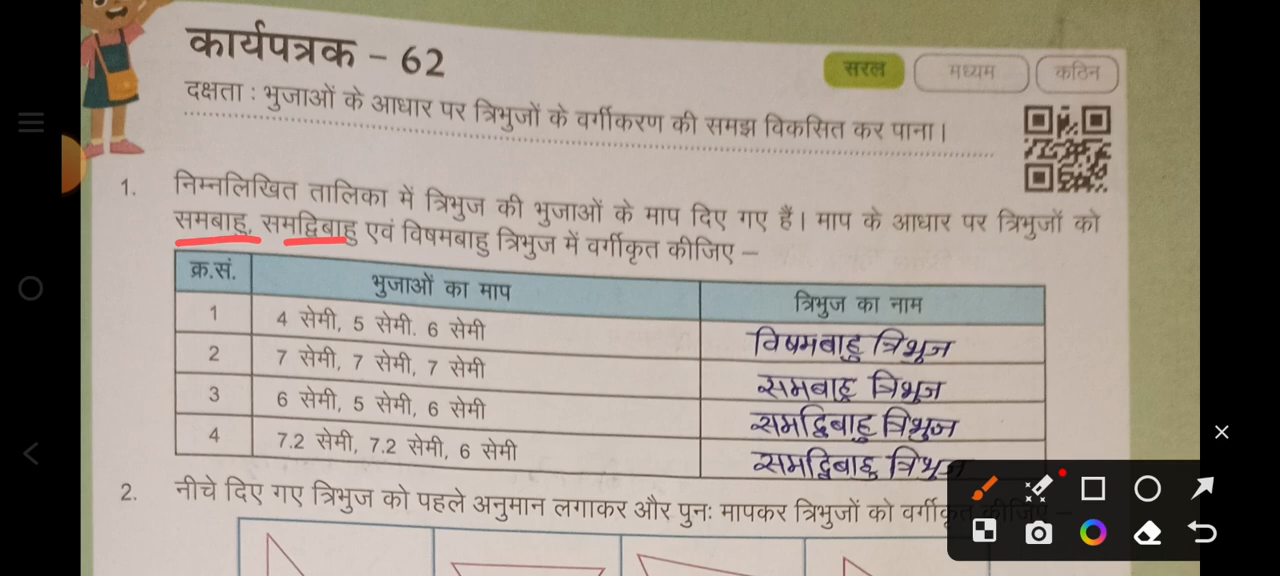 कार्यपत्रक – 62
सरल मध्यम कठिन
दक्षता : भुजाओं के आधार पर त्रिभुजों के वर्गीकरण की समझ विकसित कर पाना।
1. निम्नलिखित तालिका में त्रिभुज की भुजाओं के माप दिए गए हैं। माप के आधार पर त्रिभुजों को
समबाहु, समद्विबाहु एवं विषमबाहु त्रिभुज में वर्गीकृत कीजिए –
क्र.सं. भुजाओं का माप त्रिभुज का नाम
1 4 सेमी, 5 सेमी. 6 सेमी विषमबाहु त्रिभुज
2 7 सेमी, 7 सेमी, 7 सेमी समबाहु त्रिभुज
3 6 सेमी, 5 सेमी, 6 सेमी समद्विबाहु त्रिभुज
4 7.2 सेमी, 7.2 सेमी, 6 सेमी समद्विबाहु त्रिभुज
2. नीचे दिए गए त्रिभुज को पहले अनुमान लगाकर और पुनः मापकर त्रिभुजों को वर्गीकृत कीजिए –